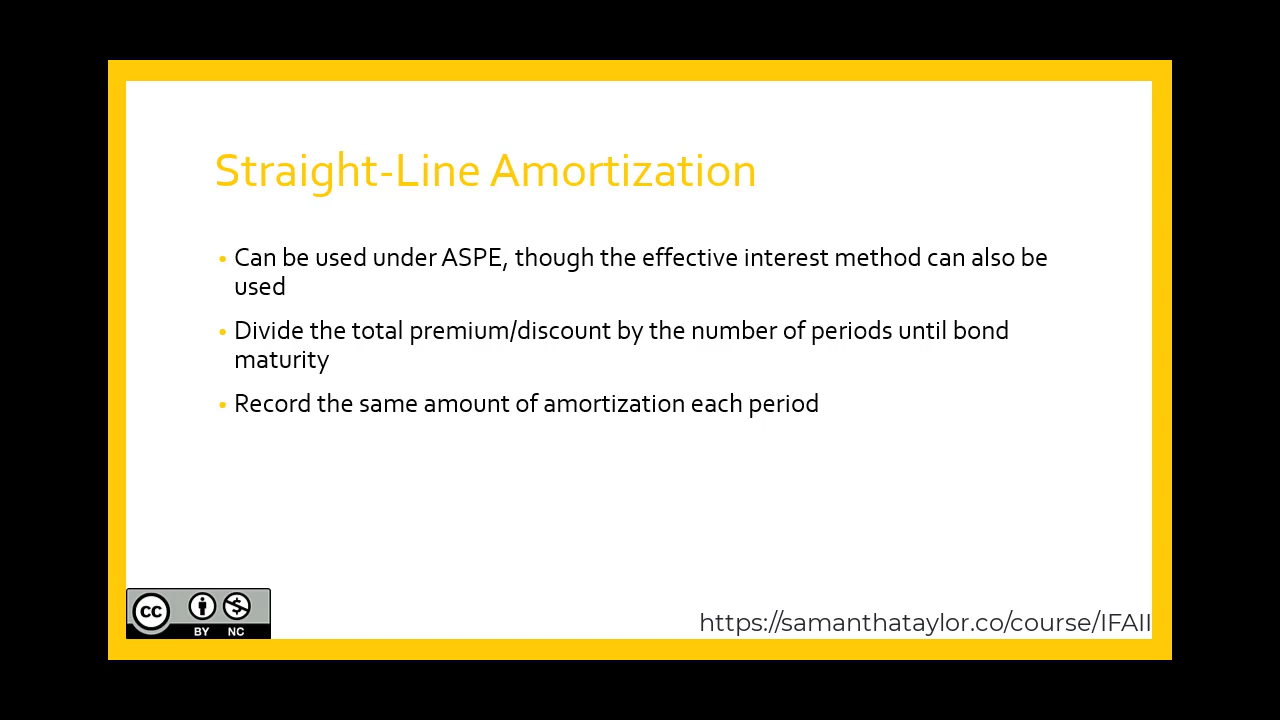 Straight-Line Amortization
• Can be used under ASPE, though the effective interest method can also be
used
• Divide the total premium/discount by the number of periods until bond
maturity
• Record the same amount of amortization each period
cc
BY NC
https://samanthataylor.co/course/IFAII